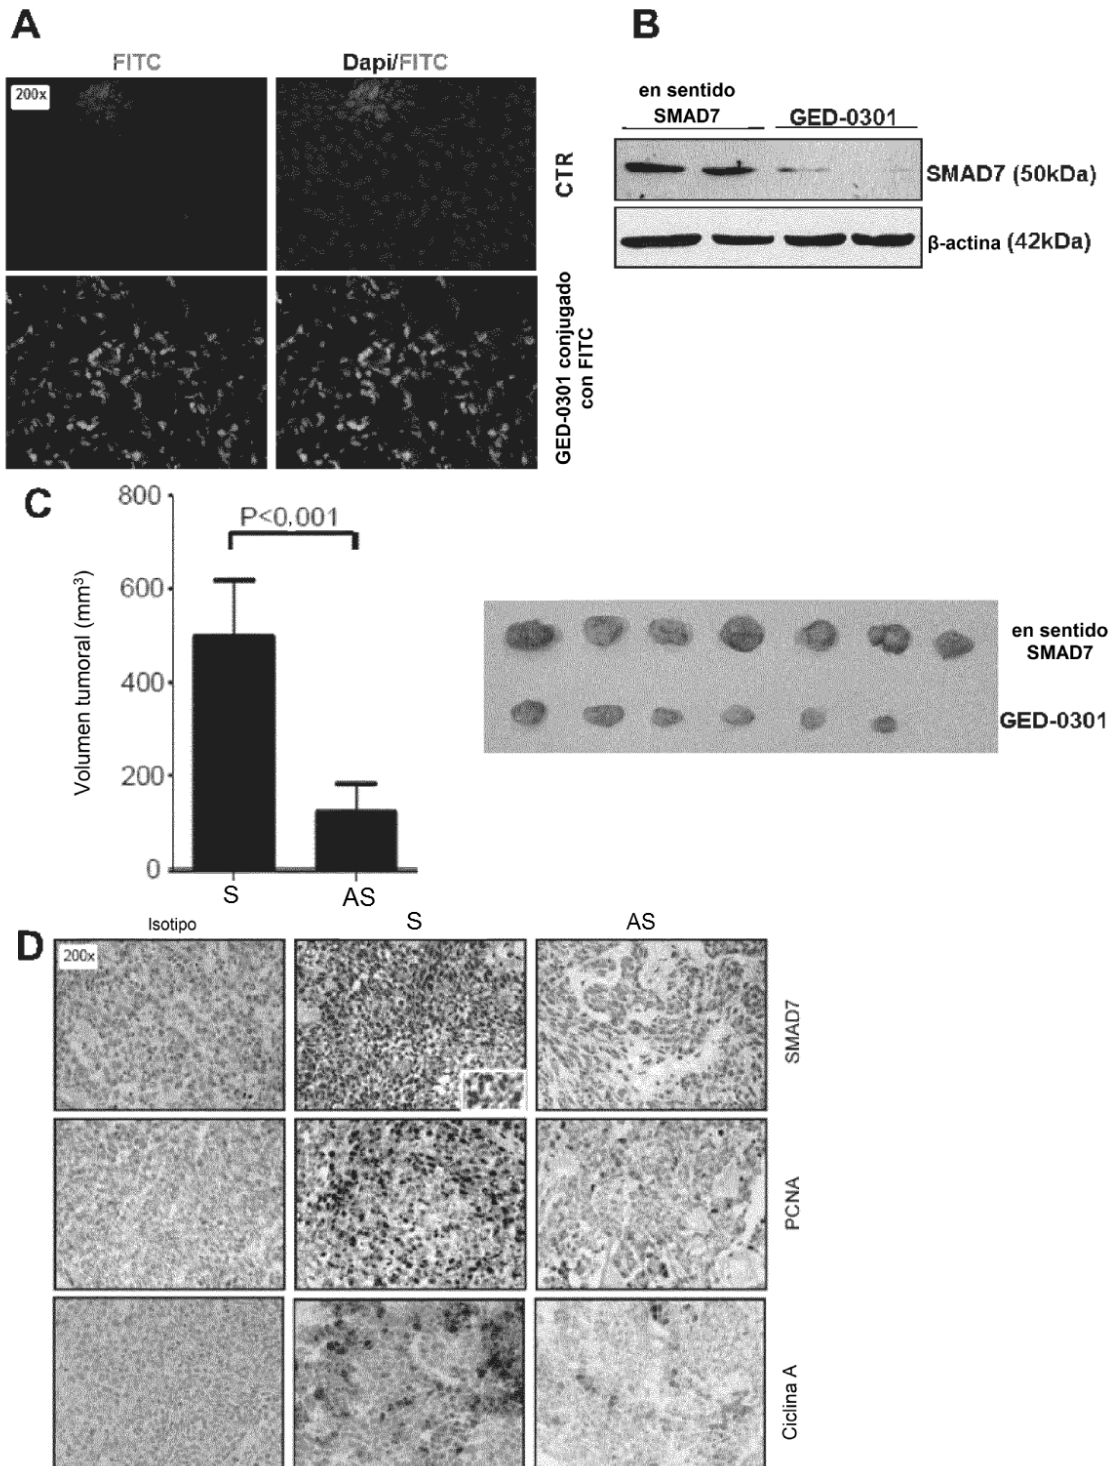 A
FITC
Dapi/FITC
200x
CTR
GED-0301 conjugado
con FITC
B
en sentido
SMAD7
GED-0301
SMAD7 (50kDa)
β-actina (42kDa)
C
Volumen tumoral (mm³)
800
600
400
200
0
P<0,001
S
AS
en sentido
SMAD7
GED-0301
D
Isotipo
S
AS
200x
SMAD7
PCNA
Ciclina A